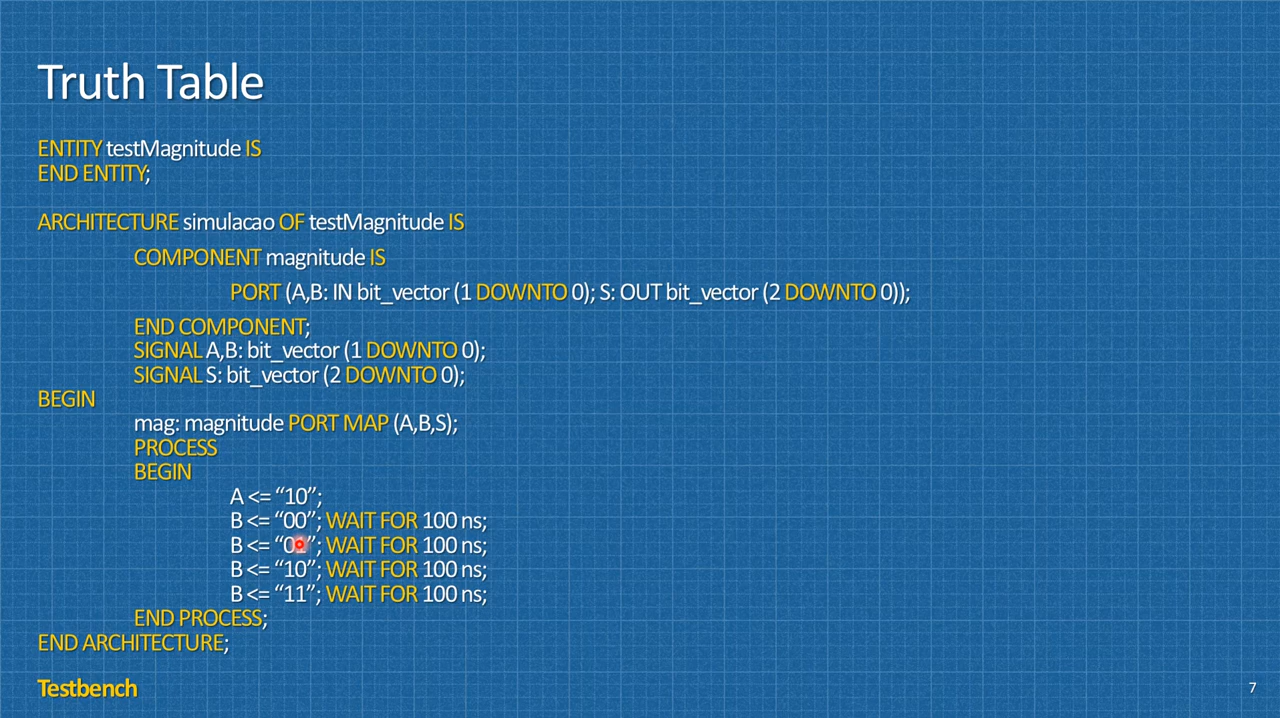 Truth Table
ENTITY testMagnitude IS
END ENTITY;
ARCHITECTURE simulacao OF testMagnitude IS
COMPONENT magnitude IS
PORT (A,B: IN bit_vector (1 DOWNTO 0); S: OUT bit_vector (2 DOWNTO 0));
END COMPONENT;
SIGNAL A,B: bit_vector (1 DOWNTO 0);
SIGNAL S: bit_vector (2 DOWNTO 0);
BEGIN
mag: magnitude PORT MAP (A,B,S);
PROCESS
BEGIN
A <= “10”;
B <= “00”; WAIT FOR 100 ns;
B <= “01”; WAIT FOR 100 ns;
B <= “10”; WAIT FOR 100 ns;
B <= “11”; WAIT FOR 100 ns;
END PROCESS;
END ARCHITECTURE;
Testbench
7